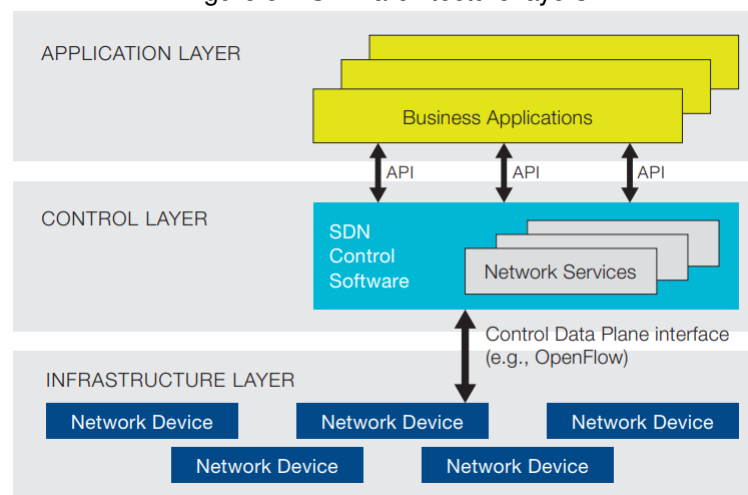 APPLICATION LAYER
Business Applications
API
API
API
CONTROL LAYER
SDN
Control
Software
Network Services
Control Data Plane interface
(e.g., OpenFlow)
INFRASTRUCTURE LAYER
Network Device
Network Device
Network Device
Network Device
Network Device